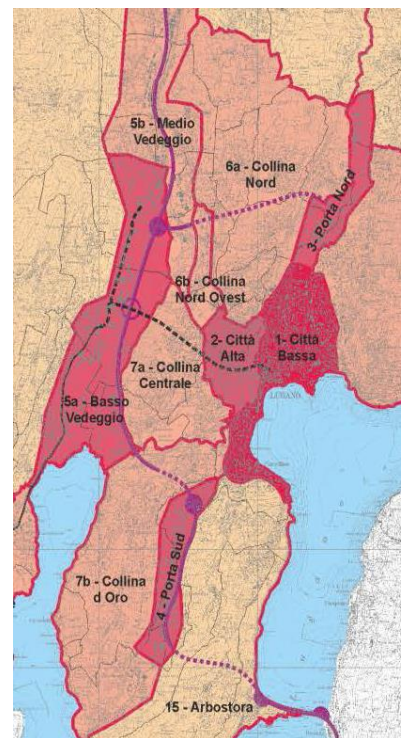 5b - Medio
Vedeggio
6a - Collina
Nord
3- Porta Nord
6b - Collina
Nord Ovest
2- Città
Alta
1- Città
Bassa
7a - Collina
Centrale
5a - Basso
Vedeggio
LUGANO
4 - Porta Sud
7b - Collina
d Oro
15 - Arbostora